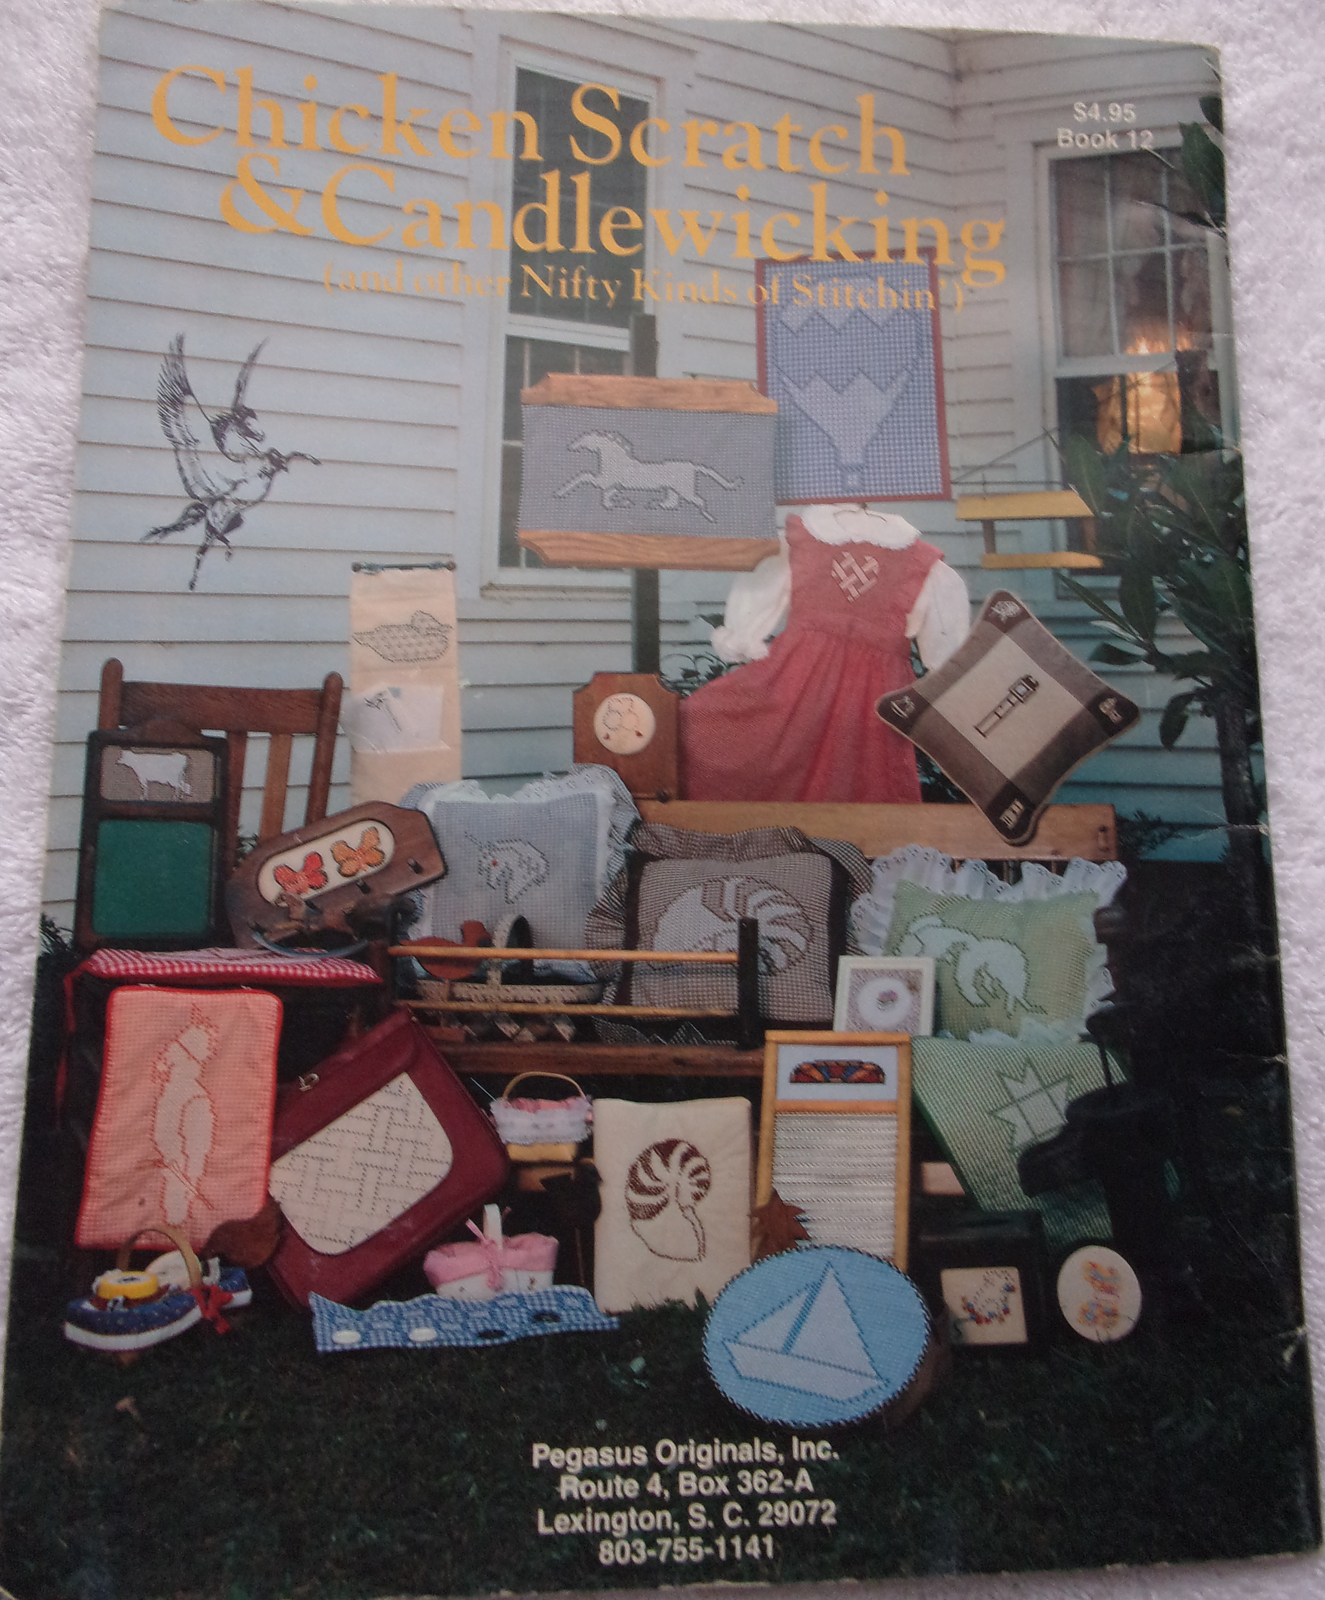 Chicken Scratch
& Candlewicking
(and other Nifty Kinds of Stitchin')
$4.95
Book 12
Pegasus Originals, Inc.
Route 4, Box 362-A
Lexington, S. C. 29072
803-755-1141